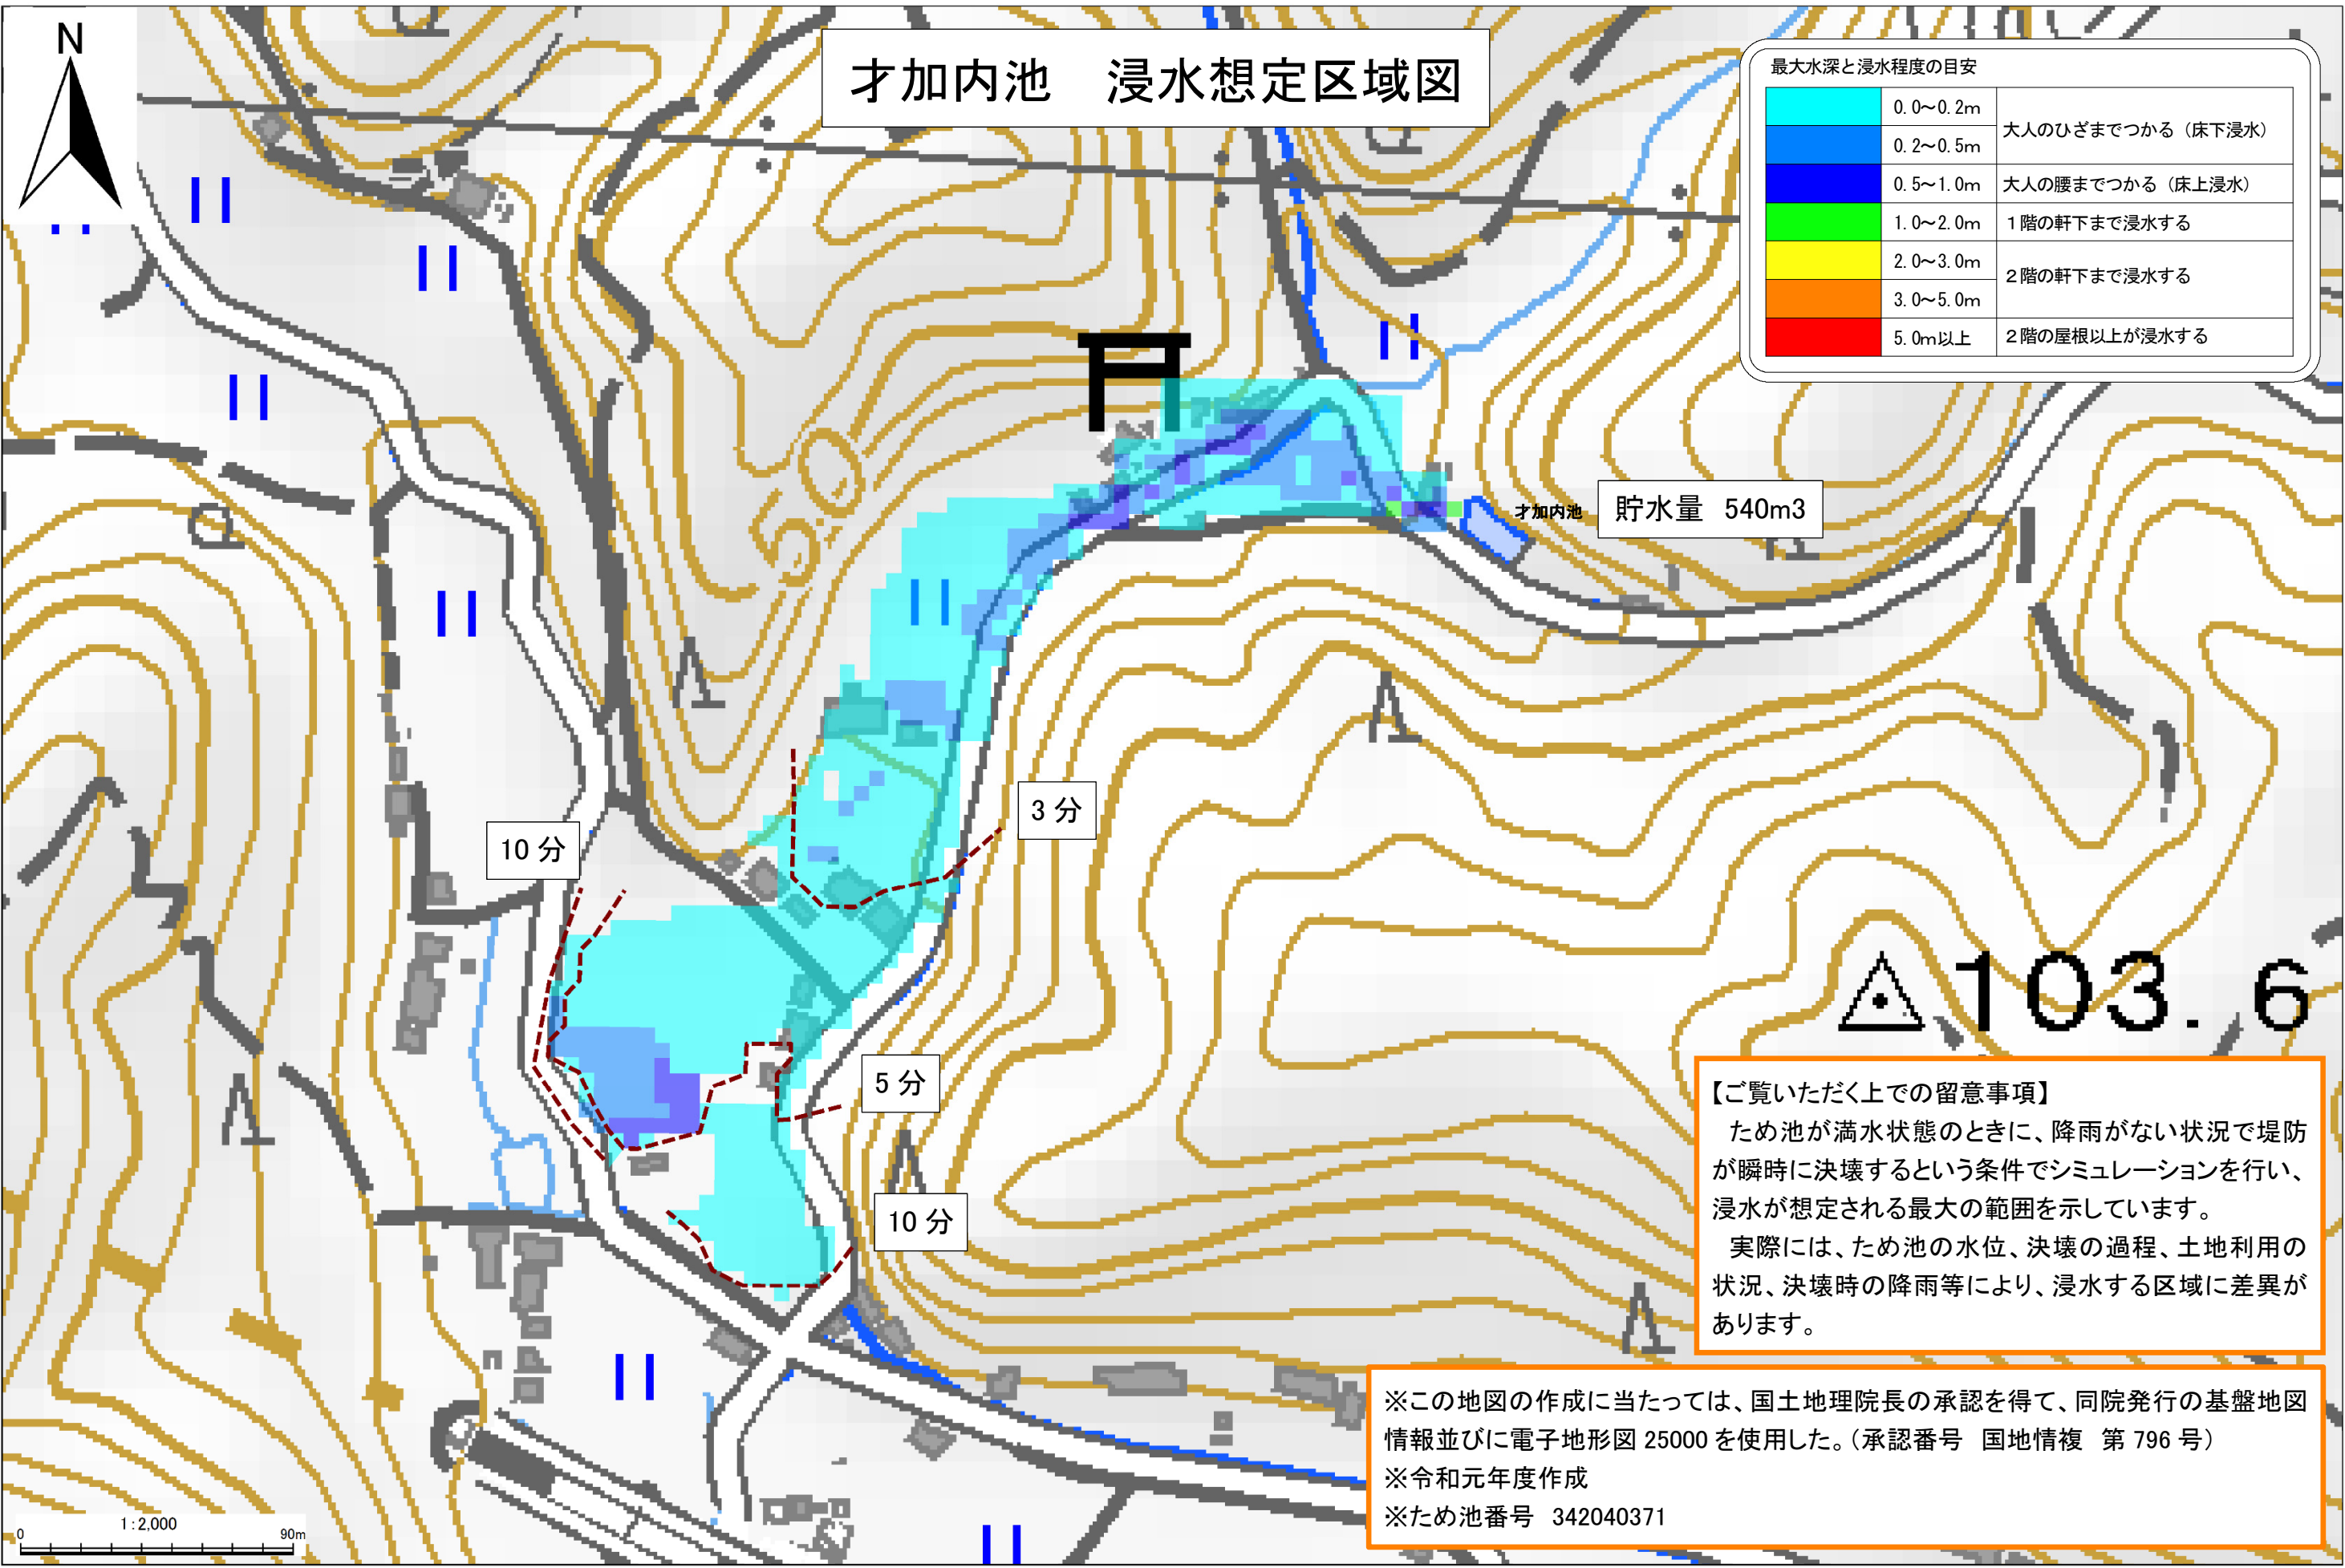 N
才加内池　浸水想定区域図
最大水深と浸水程度の目安
0.0～0.2m
大人のひざまでつかる（床下浸水）
0.2～0.5m
0.5～1.0m 大人の腰までつかる（床上浸水）
1.0～2.0m １階の軒下まで浸水する
2.0～3.0m
２階の軒下まで浸水する
3.0～5.0m
5.0m以上 ２階の屋根以上が浸水する
才加内池
貯水量　540m3
50
3 分
10 分
5 分
10 分
103.6
【ご覧いただく上での留意事項】
　ため池が満水状態のときに、降雨がない状況で堤防
が瞬時に決壊するという条件でシミュレーションを行い、
浸水が想定される最大の範囲を示しています。
　実際には、ため池の水位、決壊の過程、土地利用の
状況、決壊時の降雨等により、浸水する区域に差異が
あります。
※この地図の作成に当たっては、国土地理院長の承認を得て、同院発行の基盤地図
情報並びに電子地形図 25000 を使用した。（承認番号　国地情複　第 796 号）
※令和元年度作成
※ため池番号　342040371
1:2,000
0 90m